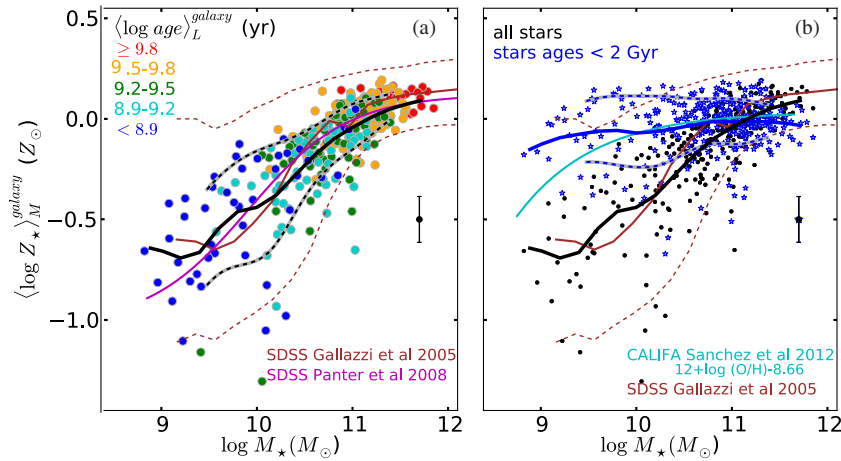 ⟨log age⟩_L^galaxy (yr)
(a)
≥ 9.8
9.5-9.8
9.2-9.5
8.9-9.2
< 8.9
SDSS Gallazzi et al 2005
SDSS Panter et al 2008
0.5
0.0
−0.5
−1.0
⟨log Z⋆⟩_M^galaxy (Z⊙)
9 10 11 12
log M⋆(M⊙)
all stars
(b)
stars ages < 2 Gyr
CALIFA Sanchez et al 2012
12+log (O/H)-8.66
SDSS Gallazzi et al 2005
9 10 11 12
log M⋆(M⊙)